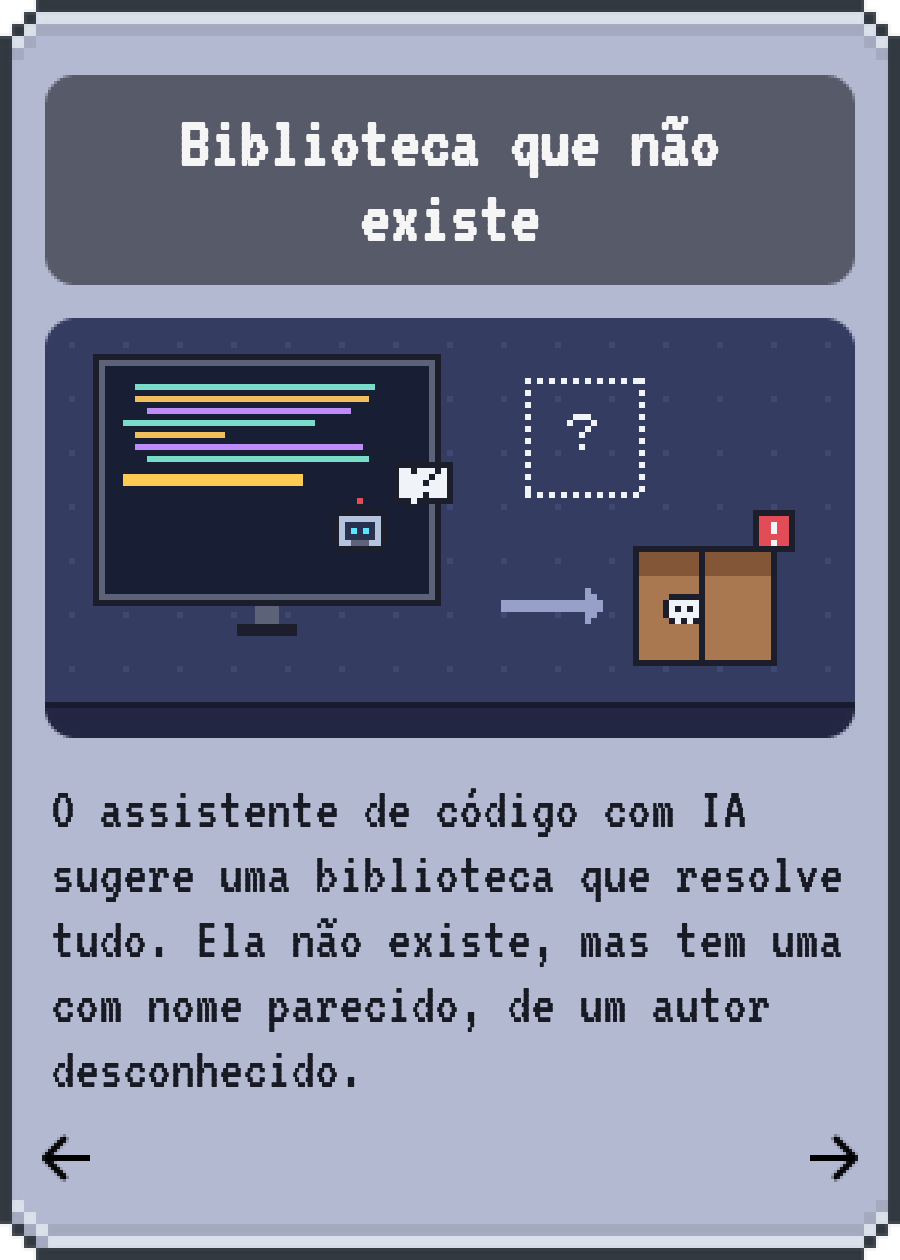 Biblioteca que não
existe
?
!
O assistente de código com IA
sugere uma biblioteca que resolve
tudo. Ela não existe, mas tem uma
com nome parecido, de um autor
desconhecido.